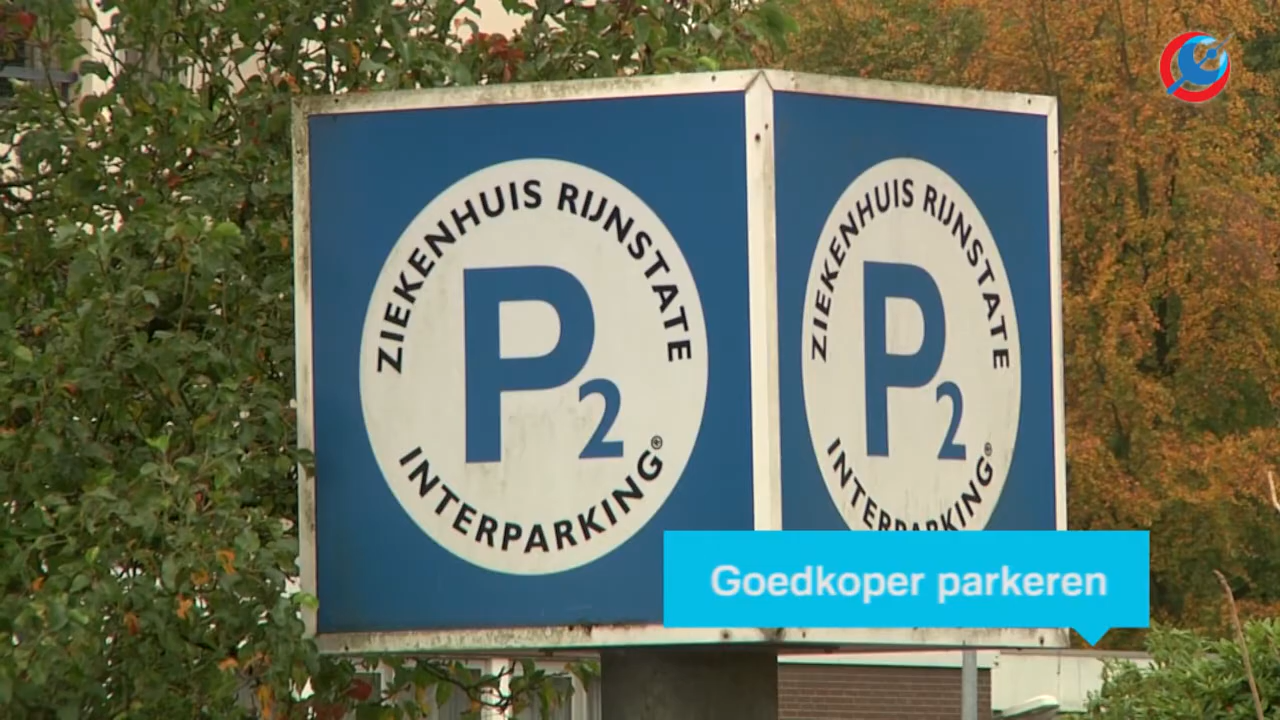 ZIEKENHUIS RIJNSTATE
P2
INTERPARKING®
ZIEKENHUIS RIJNSTATE
P2
INTERPARKING®
Goedkoper parkeren